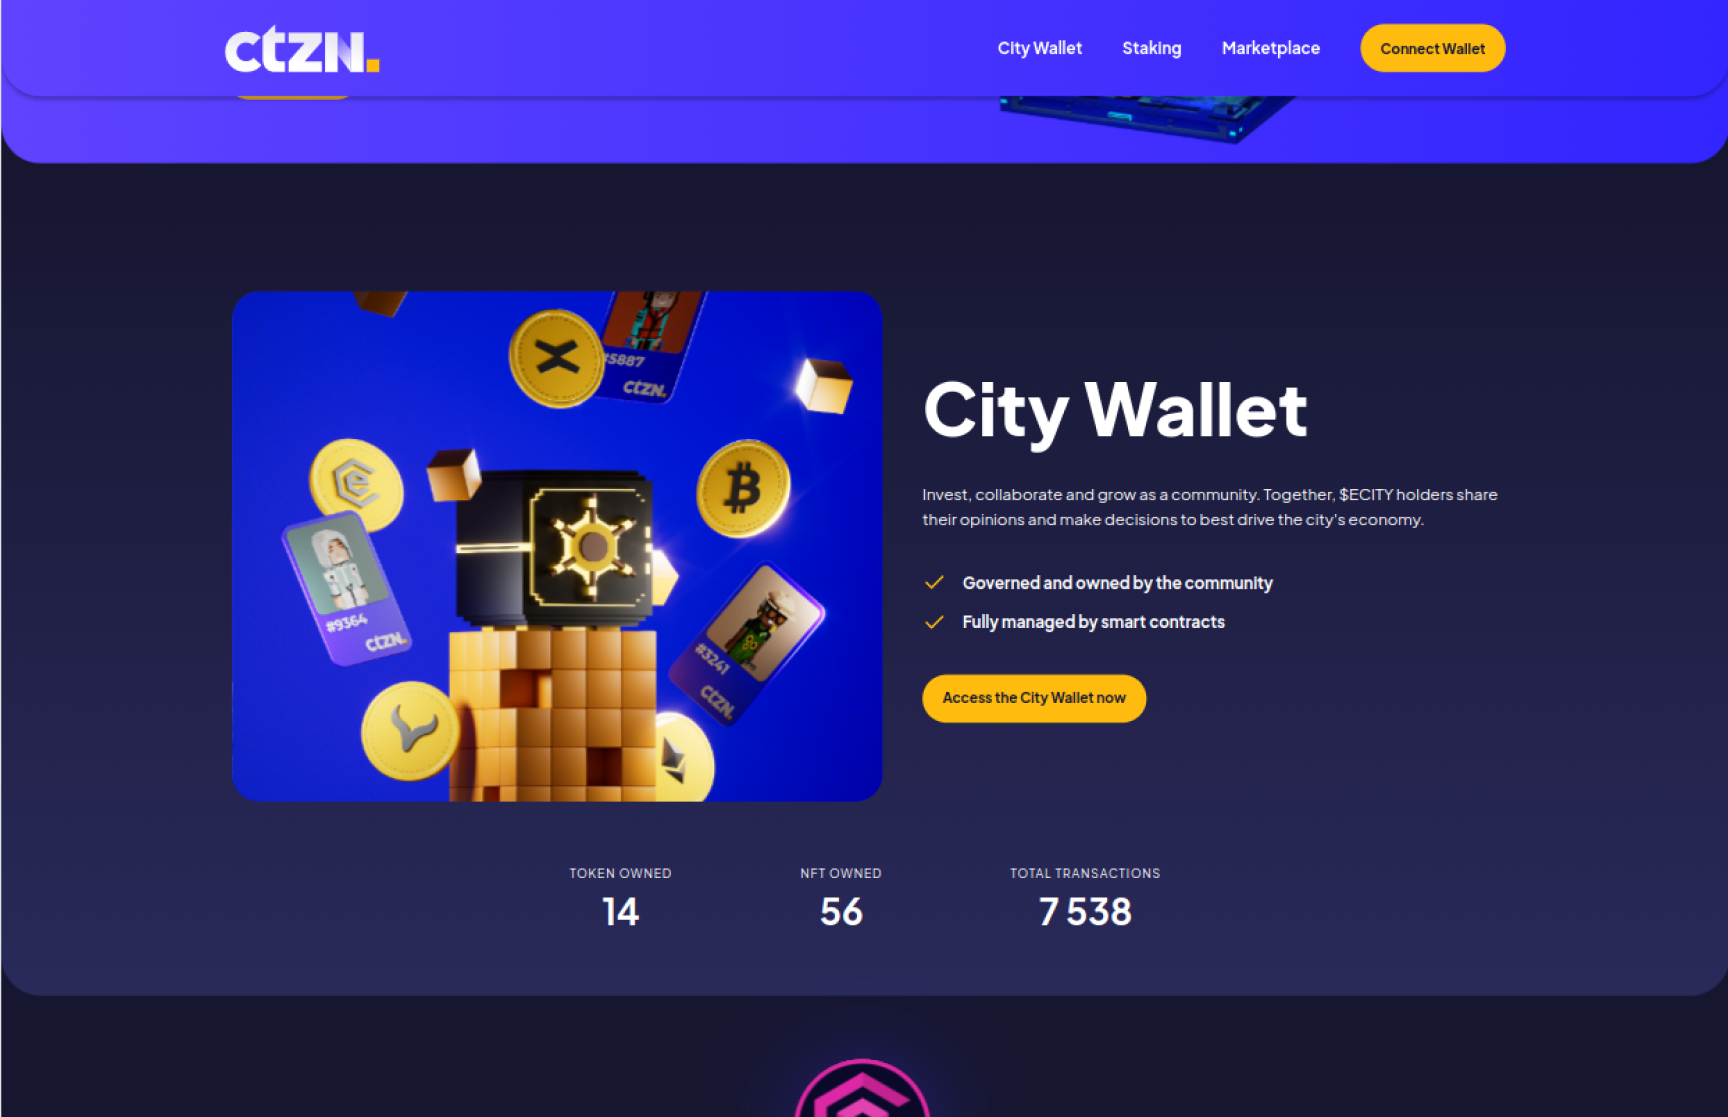 ctzn.
City Wallet
Staking
Marketplace
Connect Wallet
#5887
ctzn.
#9364
ctzn.
#3241
ctzn.
City Wallet
Invest, collaborate and grow as a community. Together, $ECITY holders share
their opinions and make decisions to best drive the city's economy.
Governed and owned by the community
Fully managed by smart contracts
Access the City Wallet now
TOKEN OWNED
14
NFT OWNED
56
TOTAL TRANSACTIONS
7 538